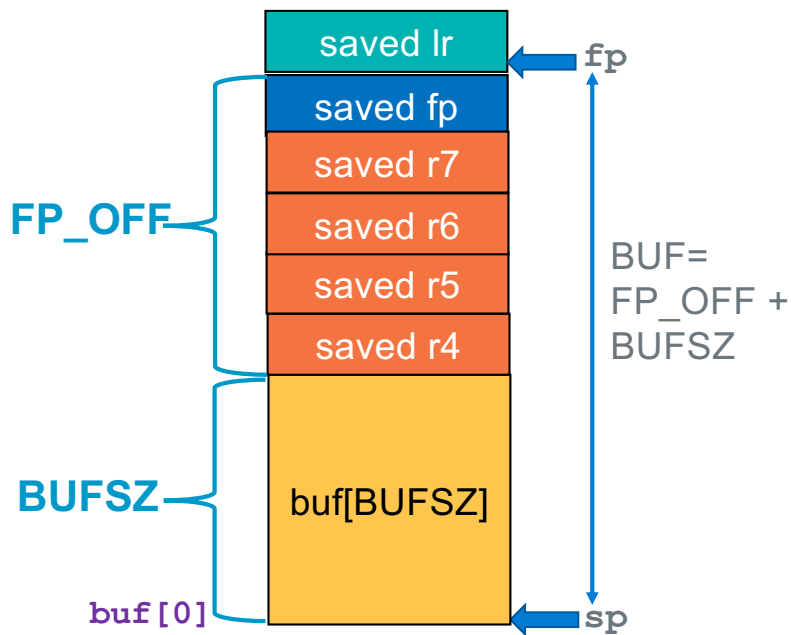 saved lr
fp
saved fp
saved r7
FP_OFF
saved r6
BUF=
FP_OFF +
BUFSZ
saved r5
saved r4
BUFSZ
buf[BUFSZ]
buf[0]
sp